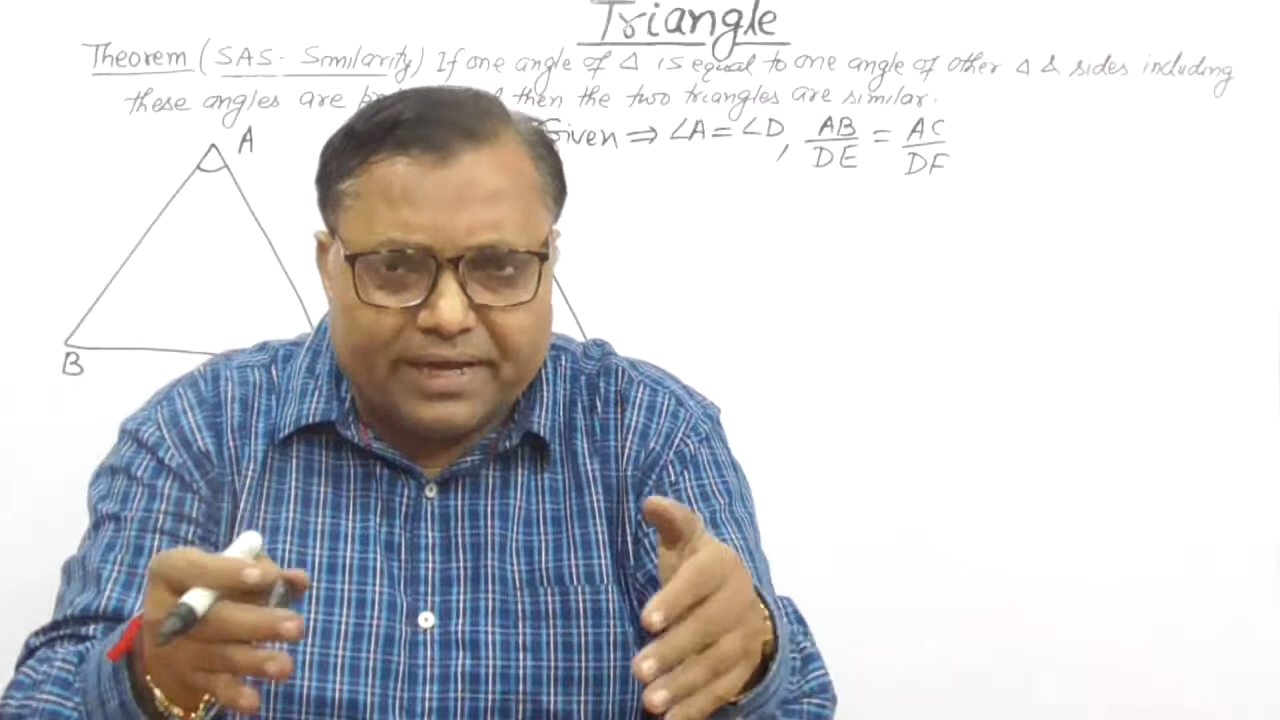 Triangle
Theorem (SAS - Similarity) If one angle of Δ is equal to one angle of other Δ & sides including
these angles are then the two triangles are similar.
Given ⇒ ∠A = ∠D, AB/DE = AC/DF
A
B